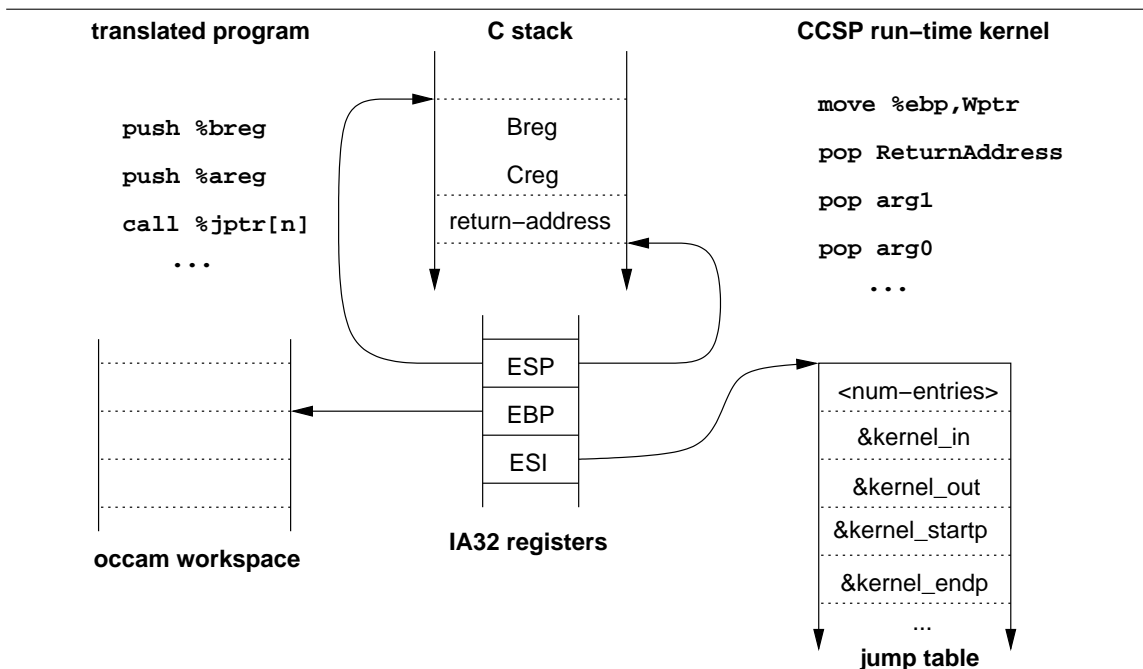 translated program
push %breg
push %areg
call %jptr[n]
...
C stack
Breg
Creg
return−address
CCSP run−time kernel
move %ebp,Wptr
pop ReturnAddress
pop arg1
pop arg0
...
occam workspace
ESP
EBP
ESI
IA32 registers
<num−entries>
&kernel_in
&kernel_out
&kernel_startp
&kernel_endp
...
jump table